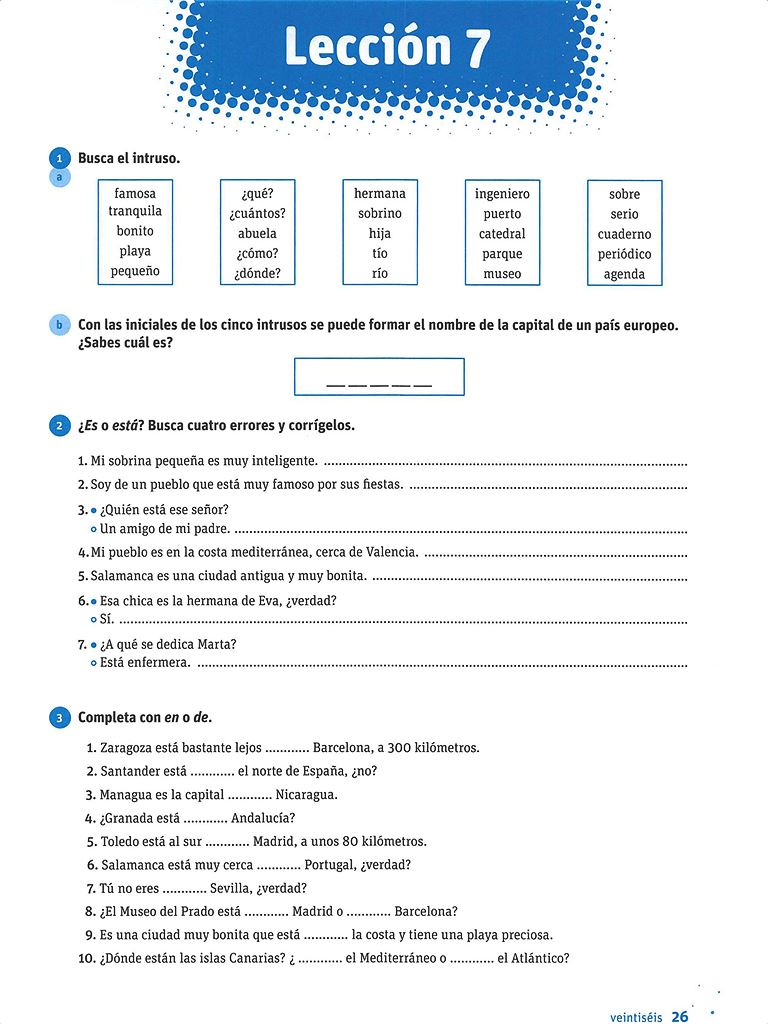 Lección 7
1 Busca el intruso.
a
famosa
tranquila
bonito
playa
pequeño
¿qué?
¿cuántos?
abuela
¿cómo?
¿dónde?
hermana
sobrino
hija
tío
río
ingeniero
puerto
catedral
parque
museo
sobre
serio
cuaderno
periódico
agenda
b Con las iniciales de los cinco intrusos se puede formar el nombre de la capital de un país europeo.
¿Sabes cuál es?
__ __ __ __ __
2 ¿Es o está? Busca cuatro errores y corrígelos.
1. Mi sobrina pequeña es muy inteligente. ............................................................
2. Soy de un pueblo que está muy famoso por sus fiestas. ............................................................
3. • ¿Quién está ese señor?
○ Un amigo de mi padre. ............................................................
4. Mi pueblo es en la costa mediterránea, cerca de Valencia. ............................................................
5. Salamanca es una ciudad antigua y muy bonita. ............................................................
6. • Esa chica es la hermana de Eva, ¿verdad?
○ Sí. ............................................................
7. • ¿A qué se dedica Marta?
○ Está enfermera. ............................................................
3 Completa con en o de.
1. Zaragoza está bastante lejos ............ Barcelona, a 300 kilómetros.
2. Santander está ............ el norte de España, ¿no?
3. Managua es la capital ............ Nicaragua.
4. ¿Granada está ............ Andalucía?
5. Toledo está al sur ............ Madrid, a unos 80 kilómetros.
6. Salamanca está muy cerca ............ Portugal, ¿verdad?
7. Tú no eres ............ Sevilla, ¿verdad?
8. ¿El Museo del Prado está ............ Madrid o ............ Barcelona?
9. Es una ciudad muy bonita que está ............ la costa y tiene una playa preciosa.
10. ¿Dónde están las islas Canarias? ¿ ............ el Mediterráneo o ............ el Atlántico?
veintiséis 26